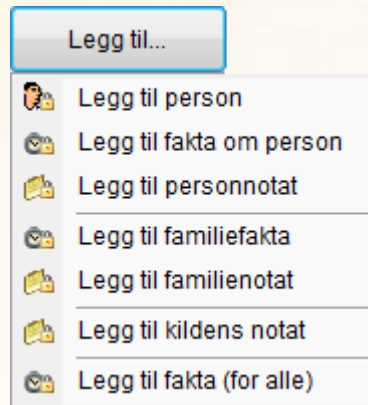 Legg til...
Legg til person
Legg til fakta om person
Legg til personnotat
Legg til familiefakta
Legg til familienotat
Legg til kildens notat
Legg til fakta (for alle)